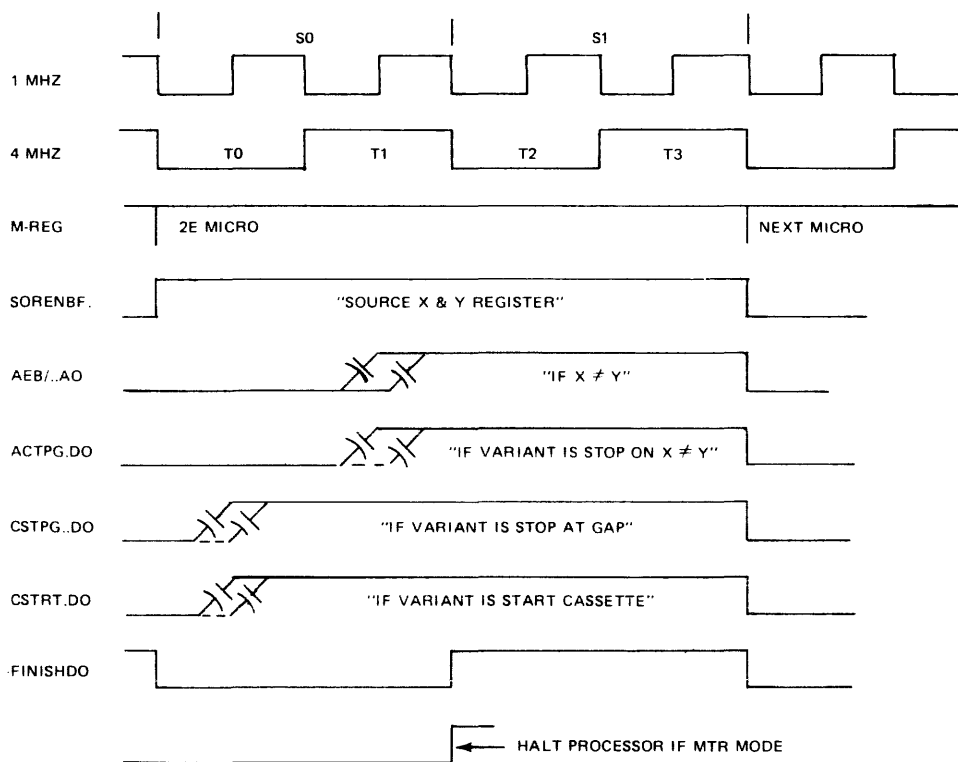 S0 S1
1 MHZ
4 MHZ T0 T1 T2 T3
M-REG 2E MICRO NEXT MICRO
SORENBF. "SOURCE X & Y REGISTER"
AEB/..AO "IF X ≠ Y"
ACTPG.DO "IF VARIANT IS STOP ON X ≠ Y"
CSTPG..DO "IF VARIANT IS STOP AT GAP"
CSTRT.DO "IF VARIANT IS START CASSETTE"
FINISHDO
HALT PROCESSOR IF MTR MODE